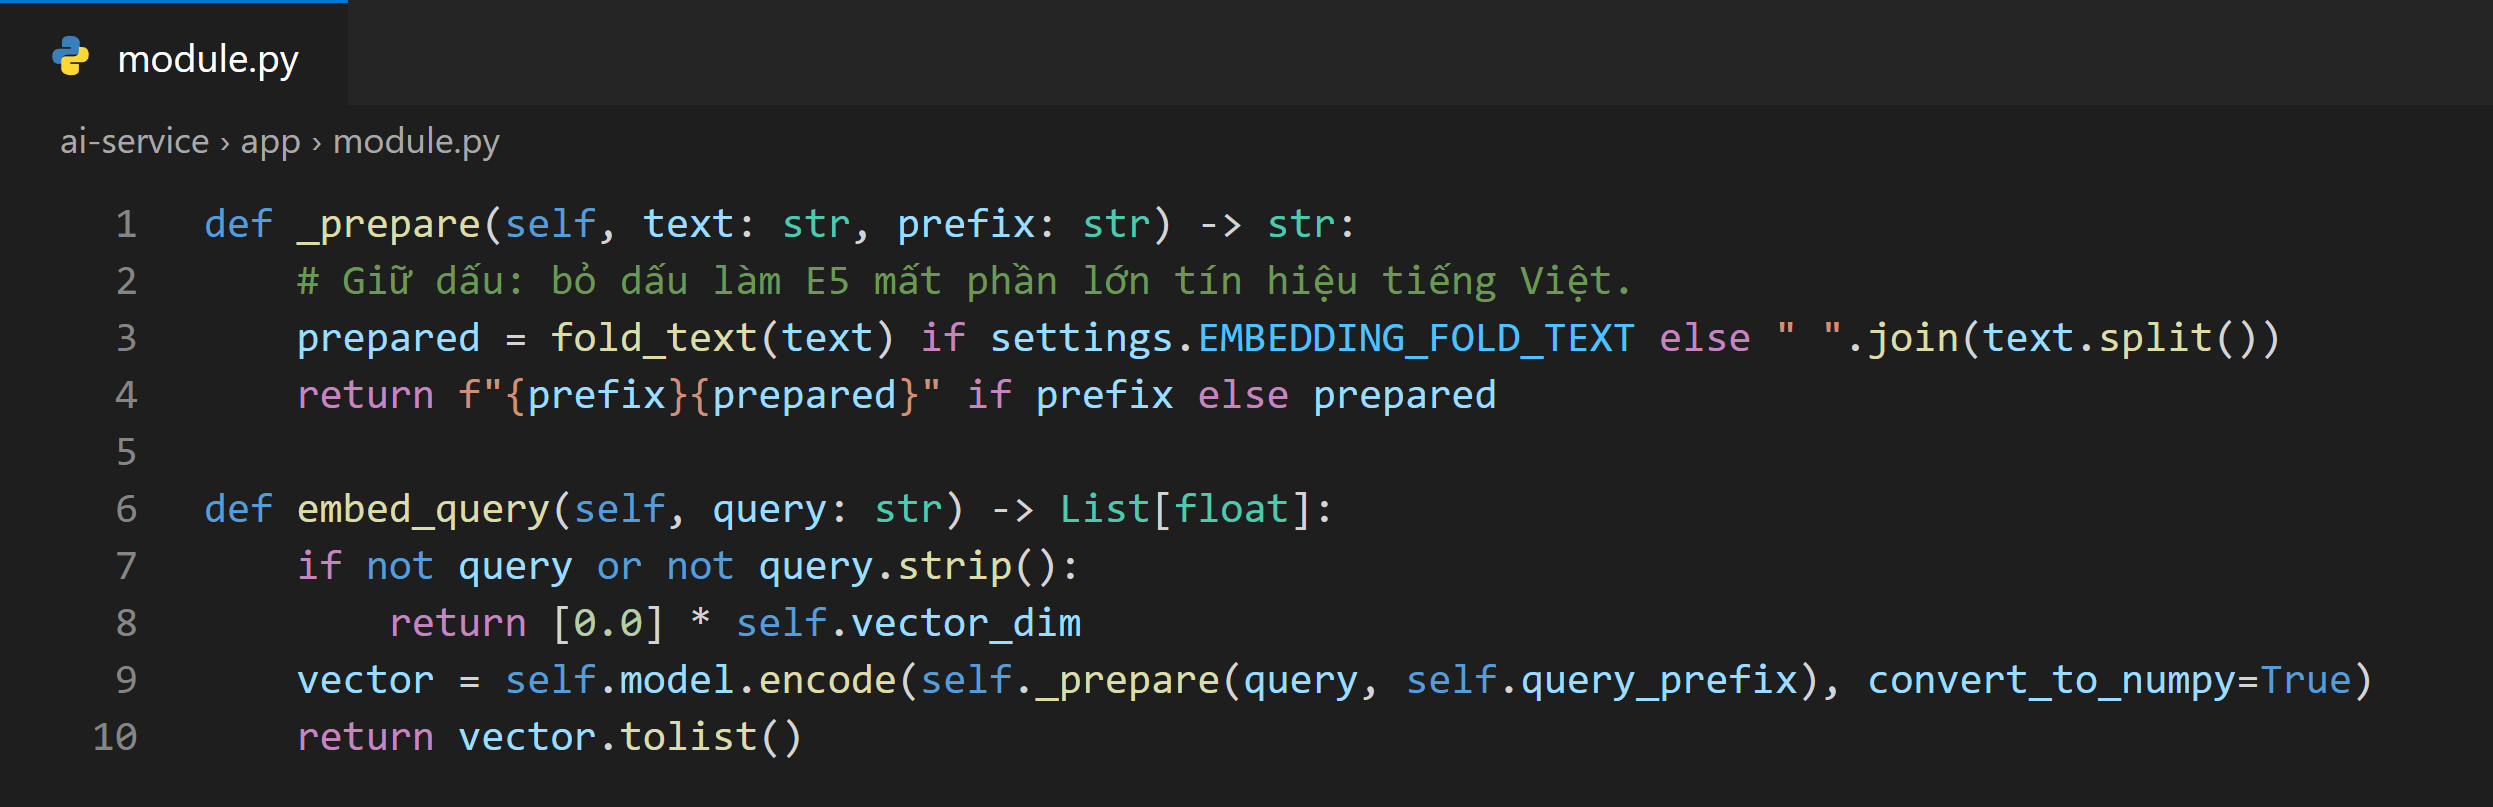 module.py
ai-service › app › module.py
1 def _prepare(self, text: str, prefix: str) -> str:
2     # Giữ dấu: bỏ dấu làm E5 mất phần lớn tín hiệu tiếng Việt.
3     prepared = fold_text(text) if settings.EMBEDDING_FOLD_TEXT else " ".join(text.split())
4     return f"{prefix}{prepared}" if prefix else prepared
5
6 def embed_query(self, query: str) -> List[float]:
7     if not query or not query.strip():
8         return [0.0] * self.vector_dim
9     vector = self.model.encode(self._prepare(query, self.query_prefix), convert_to_numpy=True)
10     return vector.tolist()